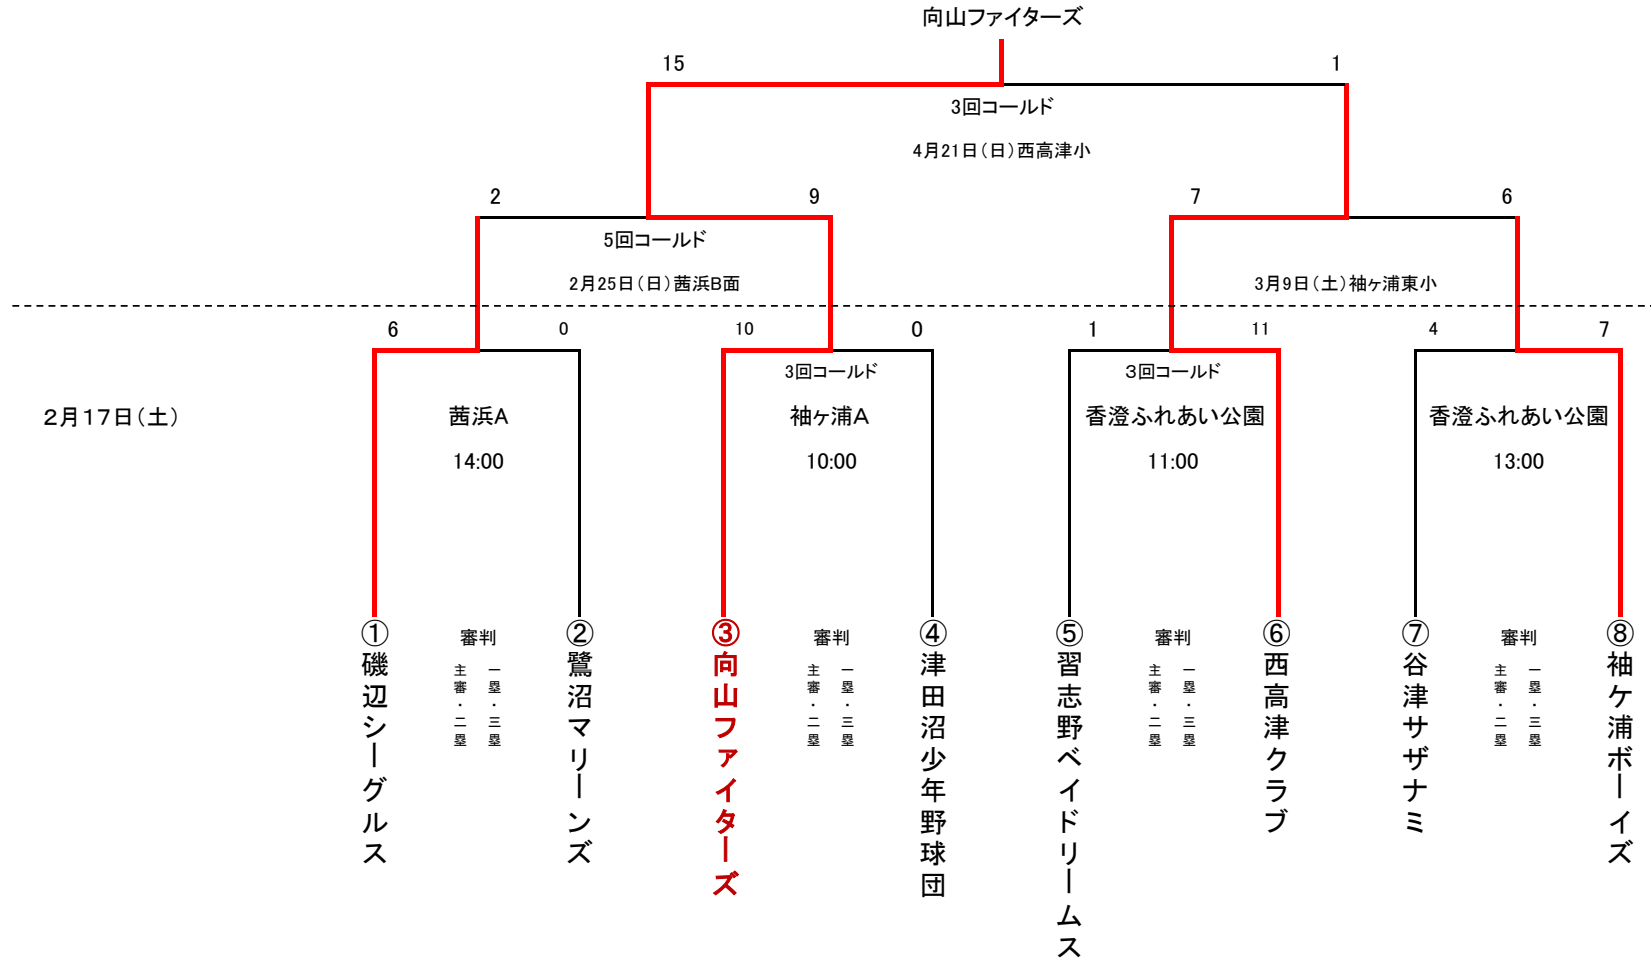 向山ファイターズ
15
1
3回コールド
4月21日(日)西高津小
2
9
7
6
5回コールド
2月25日(日)茜浜B面
3月9日(土)袖ヶ浦東小
6
0
10
0
1
11
4
7
3回コールド
3回コールド
2月17日(土)
茜浜A
袖ヶ浦A
香澄ふれあい公園
香澄ふれあい公園
14:00
10:00
11:00
13:00
①磯辺シーグルス
審判
主審・二塁
一塁・三塁
②鷺沼マリーンズ
③向山ファイターズ
審判
主審・二塁
一塁・三塁
④津田沼少年野球団
⑤習志野ベイドリームス
審判
主審・二塁
一塁・三塁
⑥西高津クラブ
⑦谷津サザナミ
審判
主審・二塁
一塁・三塁
⑧袖ケ浦ボーイズ